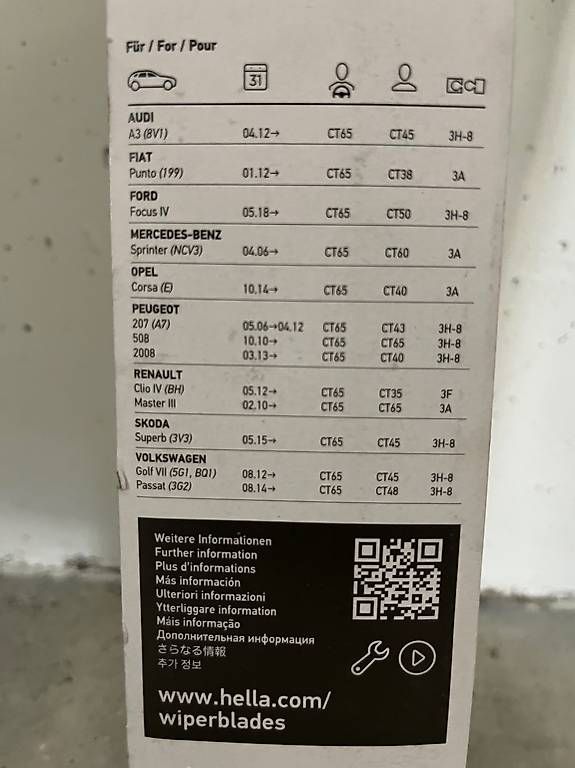 Für / For / Pour
31
AUDI
A3 (8V1) 04.12→ CT65 CT45 3H-8
FIAT
Punto (199) 01.12→ CT65 CT38 3A
FORD
Focus IV 05.18→ CT65 CT50 3H-8
MERCEDES-BENZ
Sprinter (NCV3) 04.06→ CT65 CT60 3A
OPEL
Corsa (E) 10.14→ CT65 CT40 3A
PEUGEOT
207 (A7) 05.06→04.12 CT65 CT43 3H-8
508 10.10→ CT65 CT65 3H-8
2008 03.13→ CT65 CT40 3H-8
RENAULT
Clio IV (BH) 05.12→ CT65 CT35 3F
Master III 02.10→ CT65 CT65 3A
SKODA
Superb (3V3) 05.15→ CT65 CT45 3H-8
VOLKSWAGEN
Golf VII (5G1, BQ1) 08.12→ CT65 CT45 3H-8
Passat (3G2) 08.14→ CT65 CT48 3H-8
Weitere Informationen
Further information
Plus d'informations
Más información
Ulteriori informazioni
Ytterliggare information
Máis informação
Дополнительная информация
さらなる情報
추가 정보
www.hella.com/
wiperblades